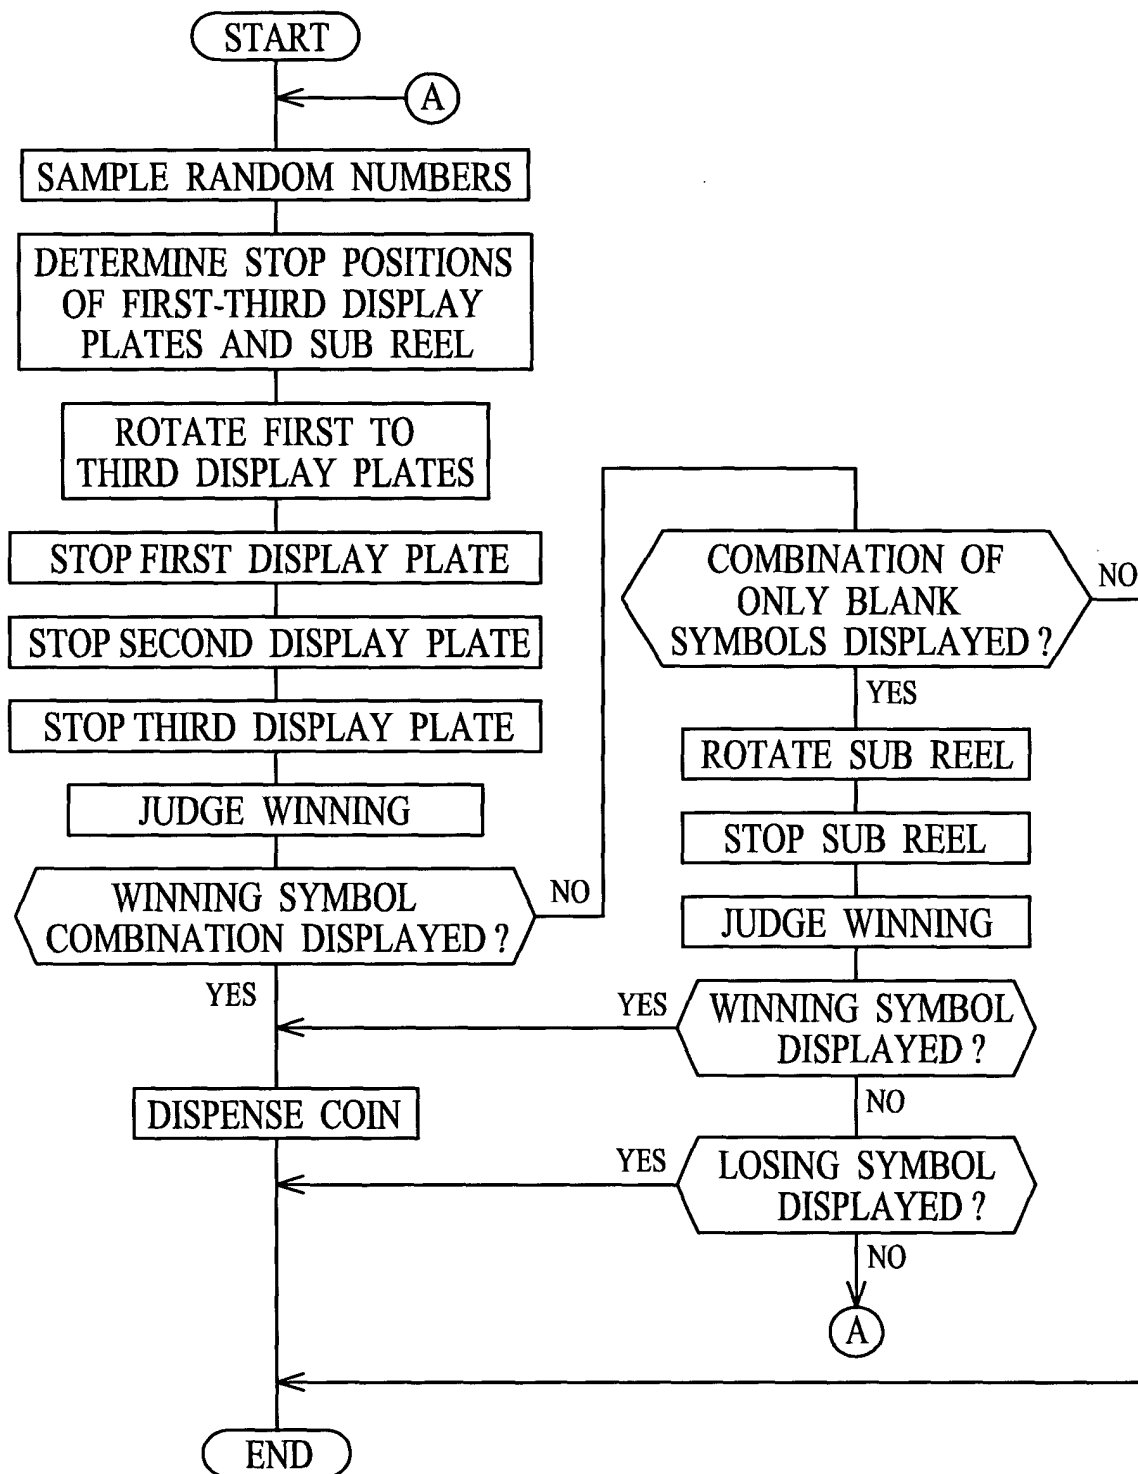 START
A
SAMPLE RANDOM NUMBERS
DETERMINE STOP POSITIONS
OF FIRST-THIRD DISPLAY
PLATES AND SUB REEL
ROTATE FIRST TO
THIRD DISPLAY PLATES
STOP FIRST DISPLAY PLATE
STOP SECOND DISPLAY PLATE
STOP THIRD DISPLAY PLATE
JUDGE WINNING
WINNING SYMBOL
COMBINATION DISPLAYED?
NO
YES
DISPENSE COIN
COMBINATION OF
ONLY BLANK
SYMBOLS DISPLAYED?
NO
YES
ROTATE SUB REEL
STOP SUB REEL
JUDGE WINNING
WINNING SYMBOL
DISPLAYED?
YES
NO
LOSING SYMBOL
DISPLAYED?
YES
NO
A
END